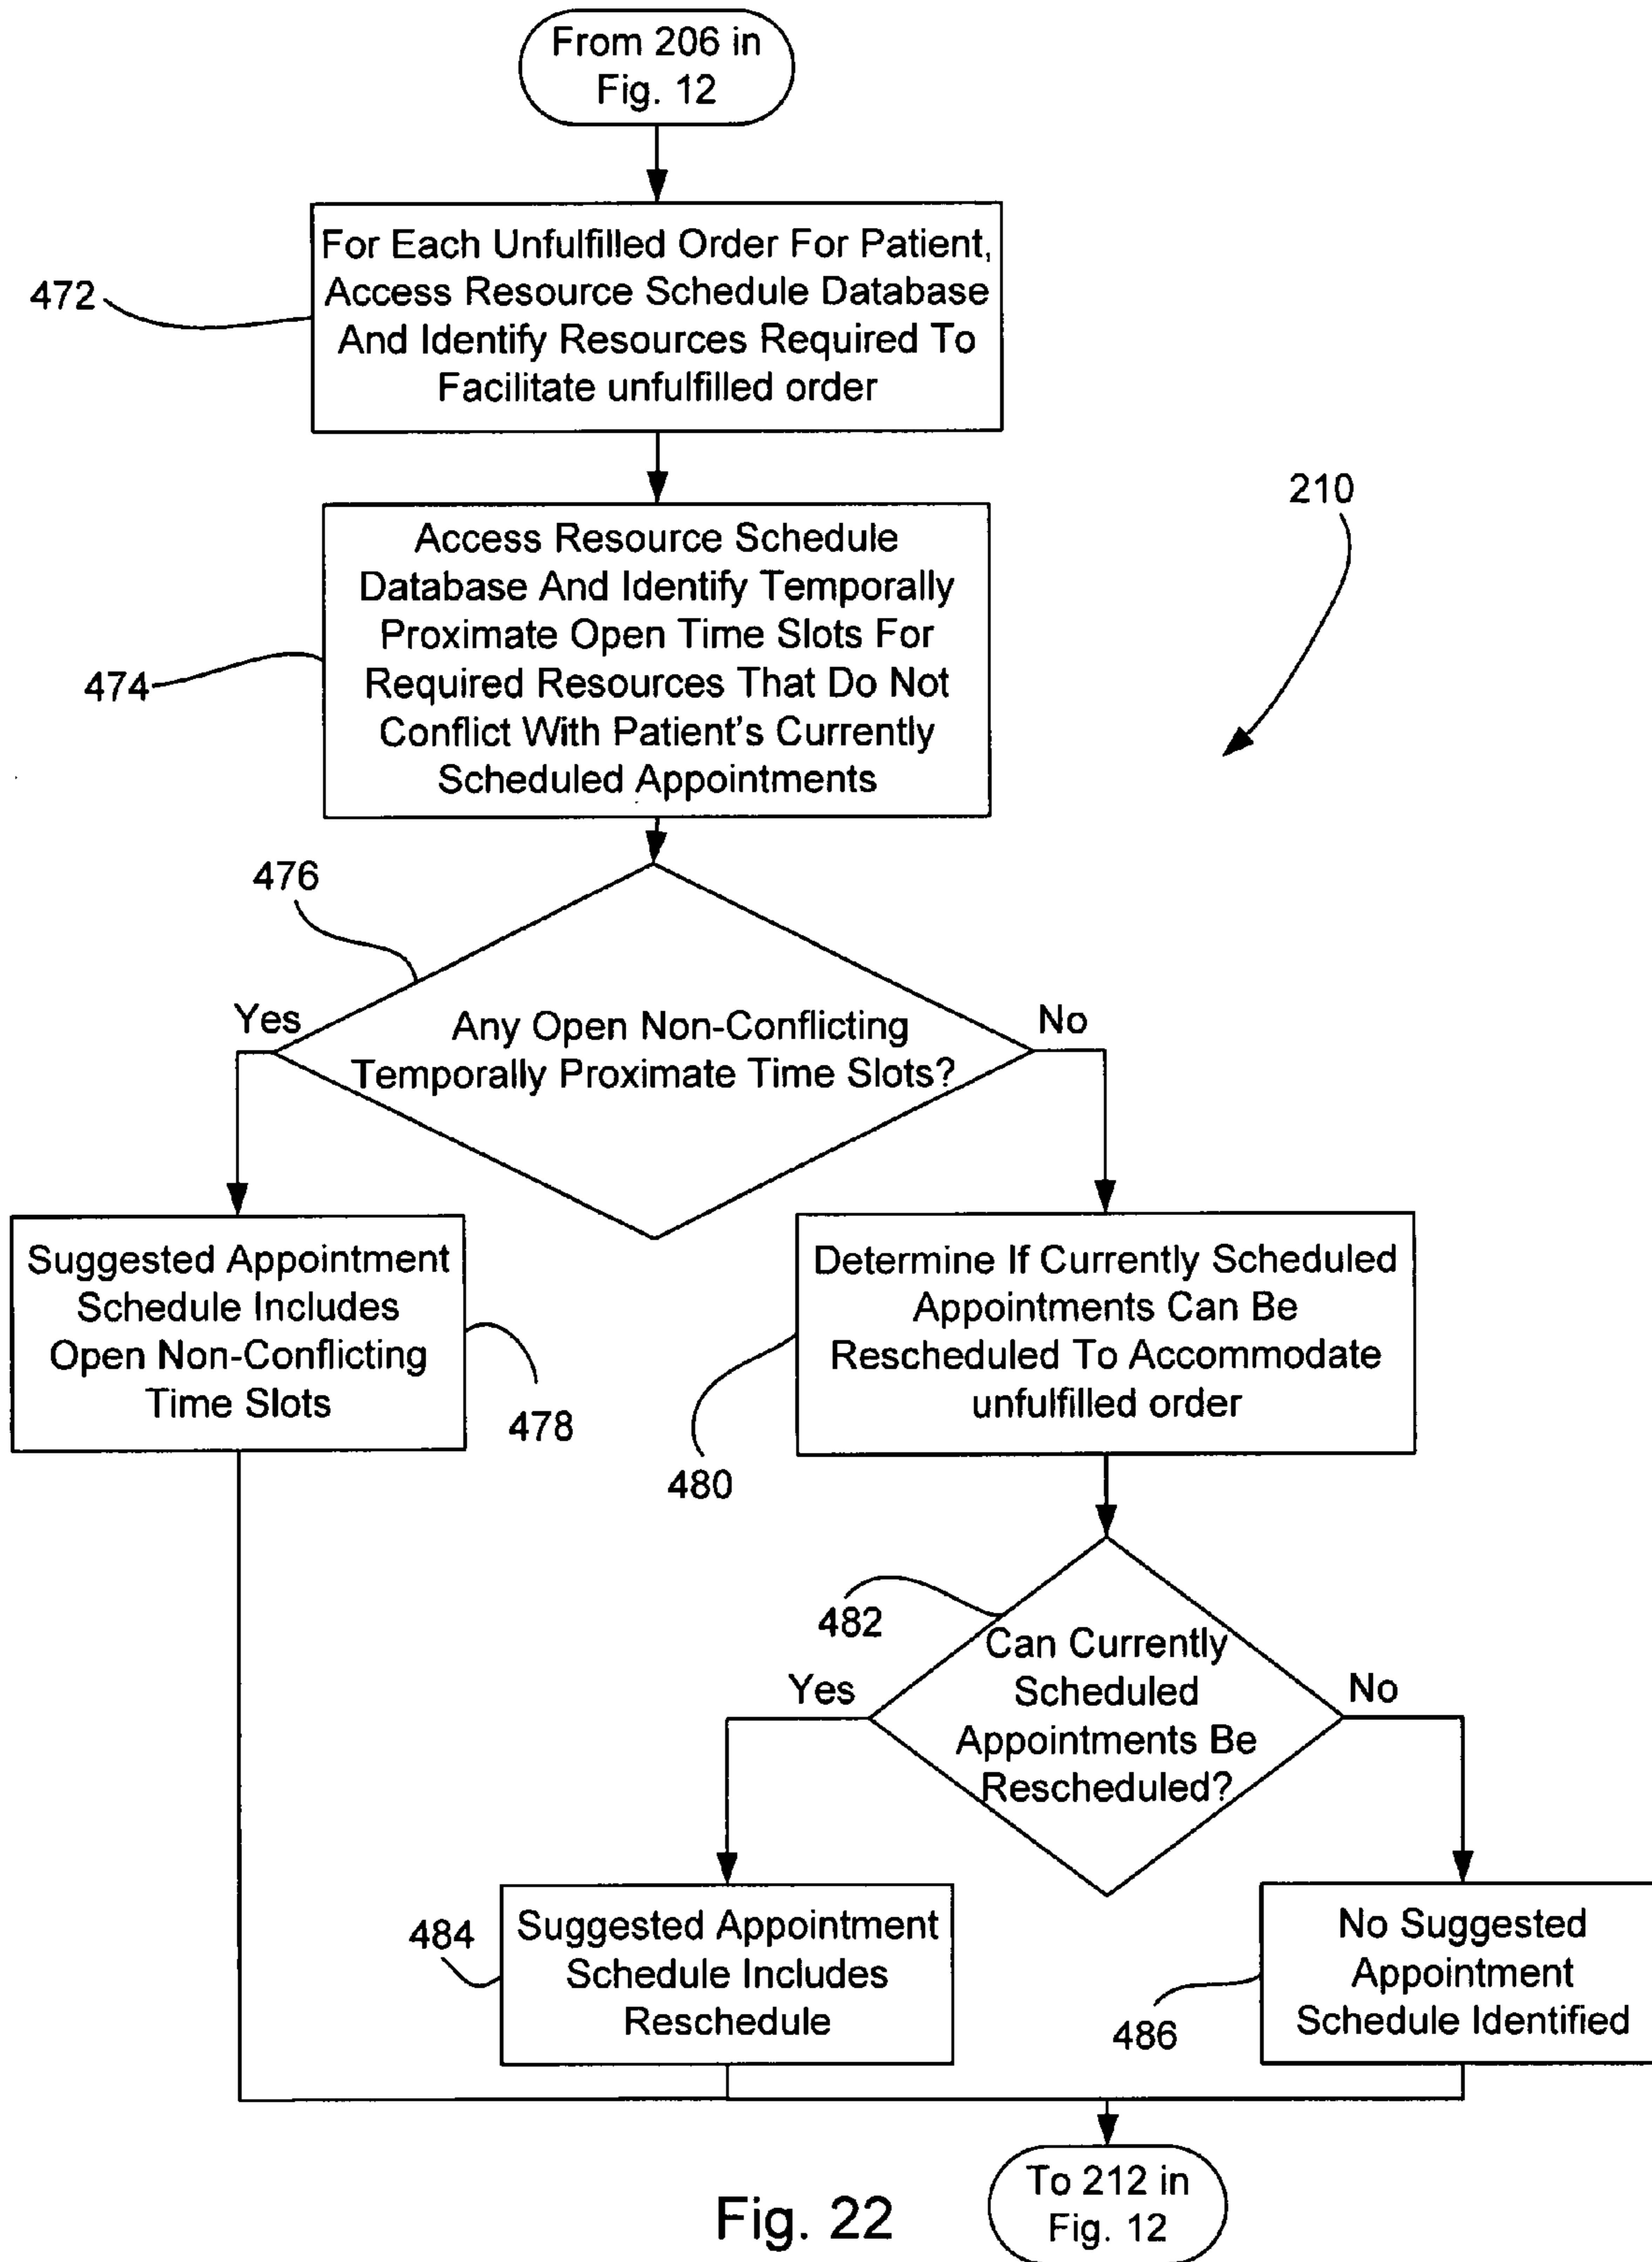 From 206 in
Fig. 12
For Each Unfulfilled Order For Patient,
Access Resource Schedule Database
And Identify Resources Required To
Facilitate unfulfilled order
472
210
Access Resource Schedule
Database And Identify Temporally
Proximate Open Time Slots For
Required Resources That Do Not
Conflict With Patient's Currently
Scheduled Appointments
474
476
Yes
Any Open Non-Conflicting
Temporally Proximate Time Slots?
No
Suggested Appointment
Schedule Includes
Open Non-Conflicting
Time Slots
478
Determine If Currently Scheduled
Appointments Can Be
Rescheduled To Accommodate
unfulfilled order
480
482
Can Currently
Scheduled
Appointments Be
Rescheduled?
Yes
No
484
Suggested Appointment
Schedule Includes
Reschedule
No Suggested
Appointment
Schedule Identified
486
To 212 in
Fig. 12
Fig. 22